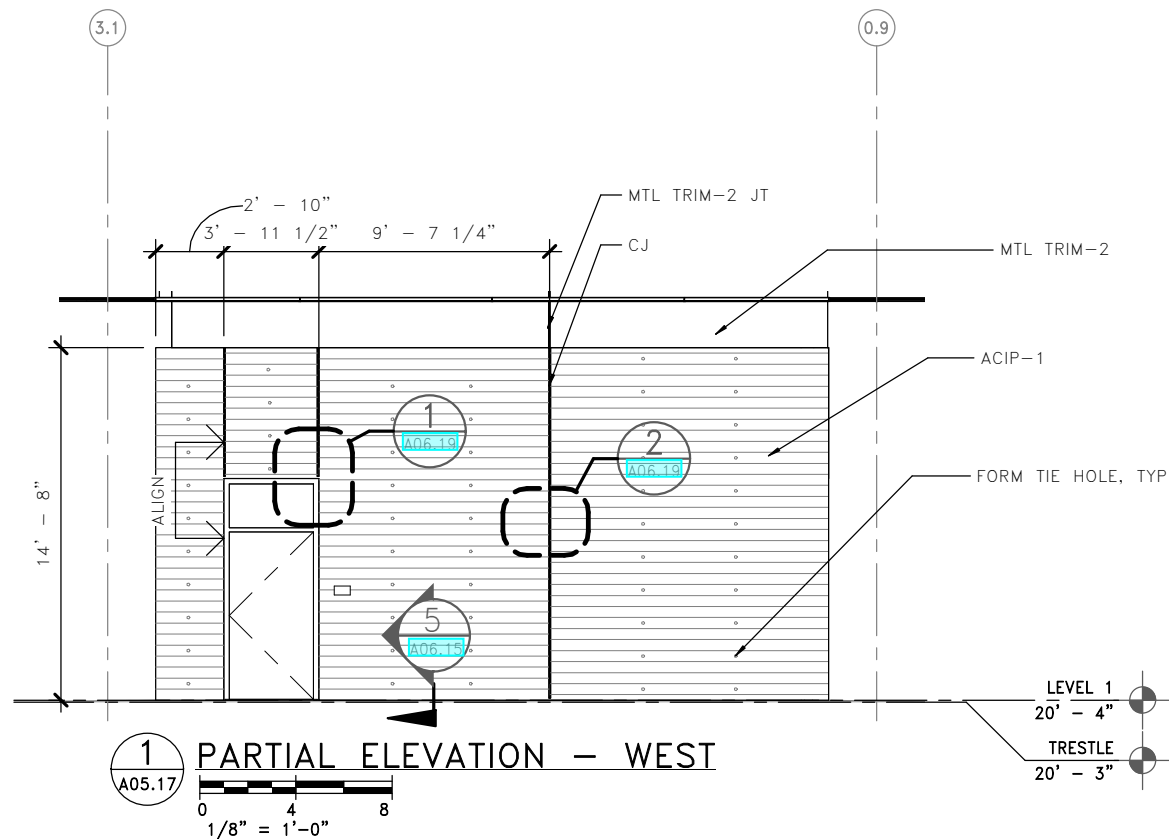 3.1
0.9
MTL TRIM-2 JT
2' - 10"
3' - 11 1/2"
9' - 7 1/4"
CJ
MTL TRIM-2
ACIP-1
1
A06.19
2
A06.19
FORM TIE HOLE, TYP
ALIGN
14' - 8"
5
A06.15
LEVEL 1
20' - 4"
TRESTLE
20' - 3"
1
A05.17
PARTIAL ELEVATION - WEST
0 4 8
1/8" = 1'-0"